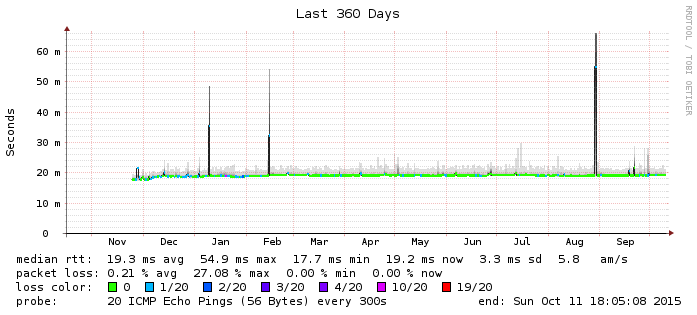 Last 360 Days
RRDTOOL / TOBI OETIKER
Seconds
60 m
50 m
40 m
30 m
20 m
10 m
0
Nov Dec Jan Feb Mar Apr May Jun Jul Aug Sep
median rtt: 19.3 ms avg 54.9 ms max 17.7 ms min 19.2 ms now 3.3 ms sd 5.8 am/s
packet loss: 0.21 % avg 27.08 % max 0.00 % min 0.00 % now
loss color: 0 1/20 2/20 3/20 4/20 10/20 19/20
probe: 20 ICMP Echo Pings (56 Bytes) every 300s end: Sun Oct 11 18:05:08 2015